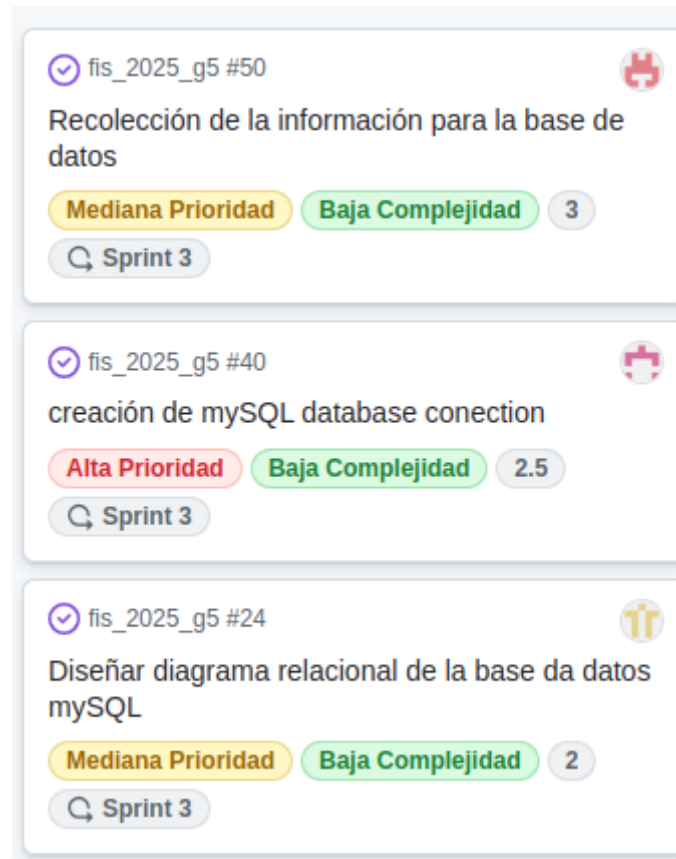 fis_2025_g5 #50
Recolección de la información para la base de
datos
Mediana Prioridad Baja Complejidad 3
Sprint 3
fis_2025_g5 #40
creación de mySQL database conection
Alta Prioridad Baja Complejidad 2.5
Sprint 3
fis_2025_g5 #24
Diseñar diagrama relacional de la base da datos
mySQL
Mediana Prioridad Baja Complejidad 2
Sprint 3